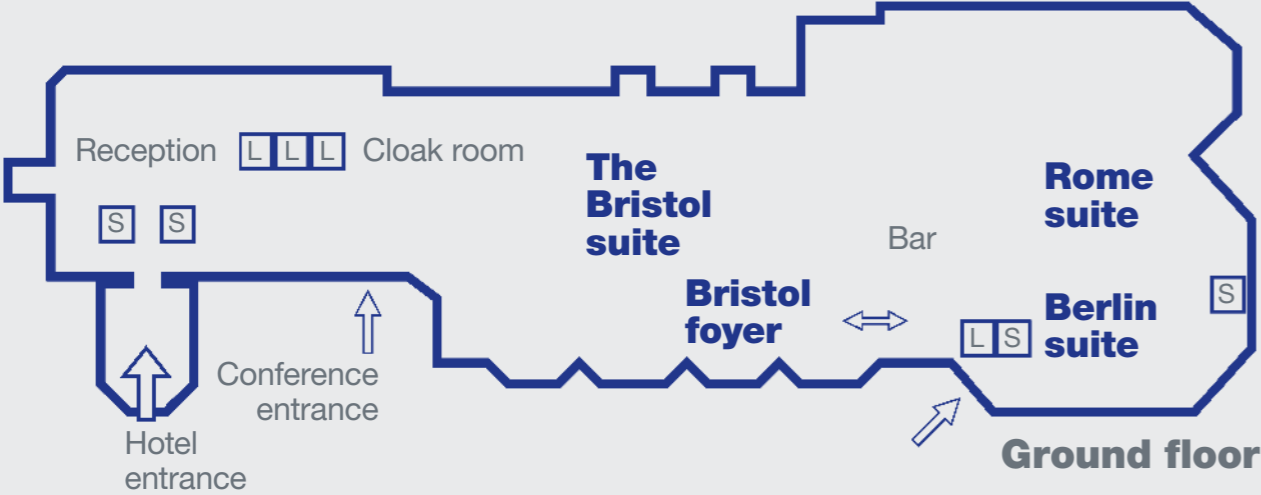 Reception
L L L
Cloak room
S S
The
Bristol
suite
Bar
Rome
suite
Bristol
foyer
L S
Berlin
suite
S
Conference
entrance
Hotel
entrance
Ground floor